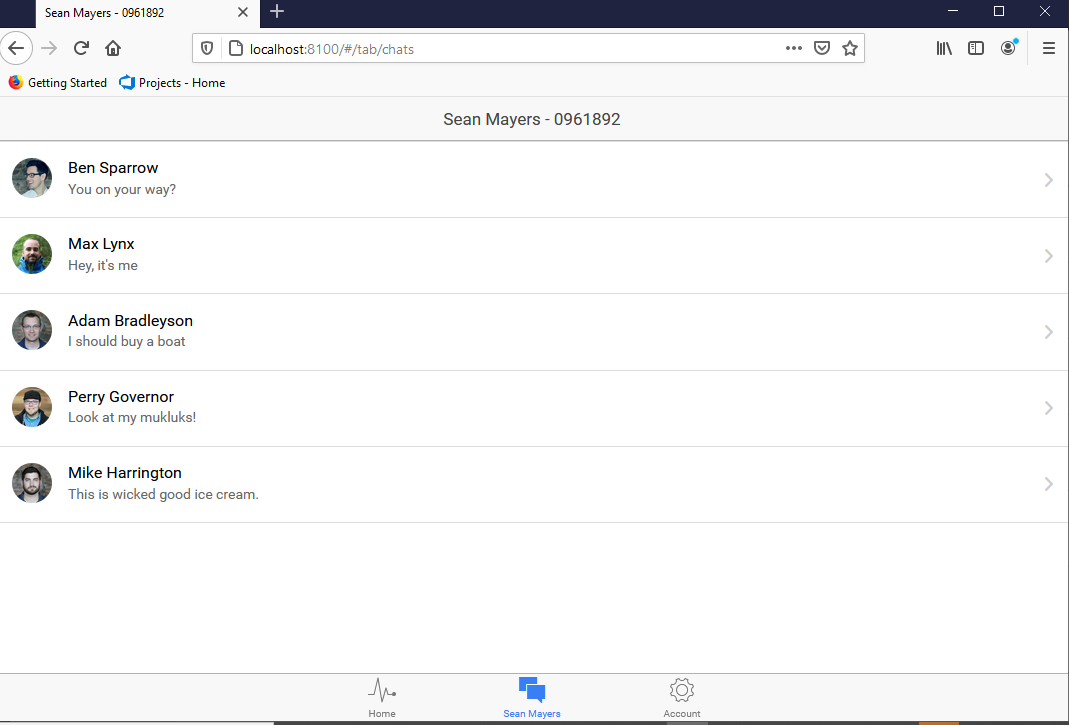 Sean Mayers - 0961892
localhost:8100/#/tab/chats
Getting Started
Projects - Home
Sean Mayers - 0961892
Ben Sparrow
You on your way?
Max Lynx
Hey, it's me
Adam Bradleyson
I should buy a boat
Perry Governor
Look at my mukluks!
Mike Harrington
This is wicked good ice cream.
Home
Sean Mayers
Account